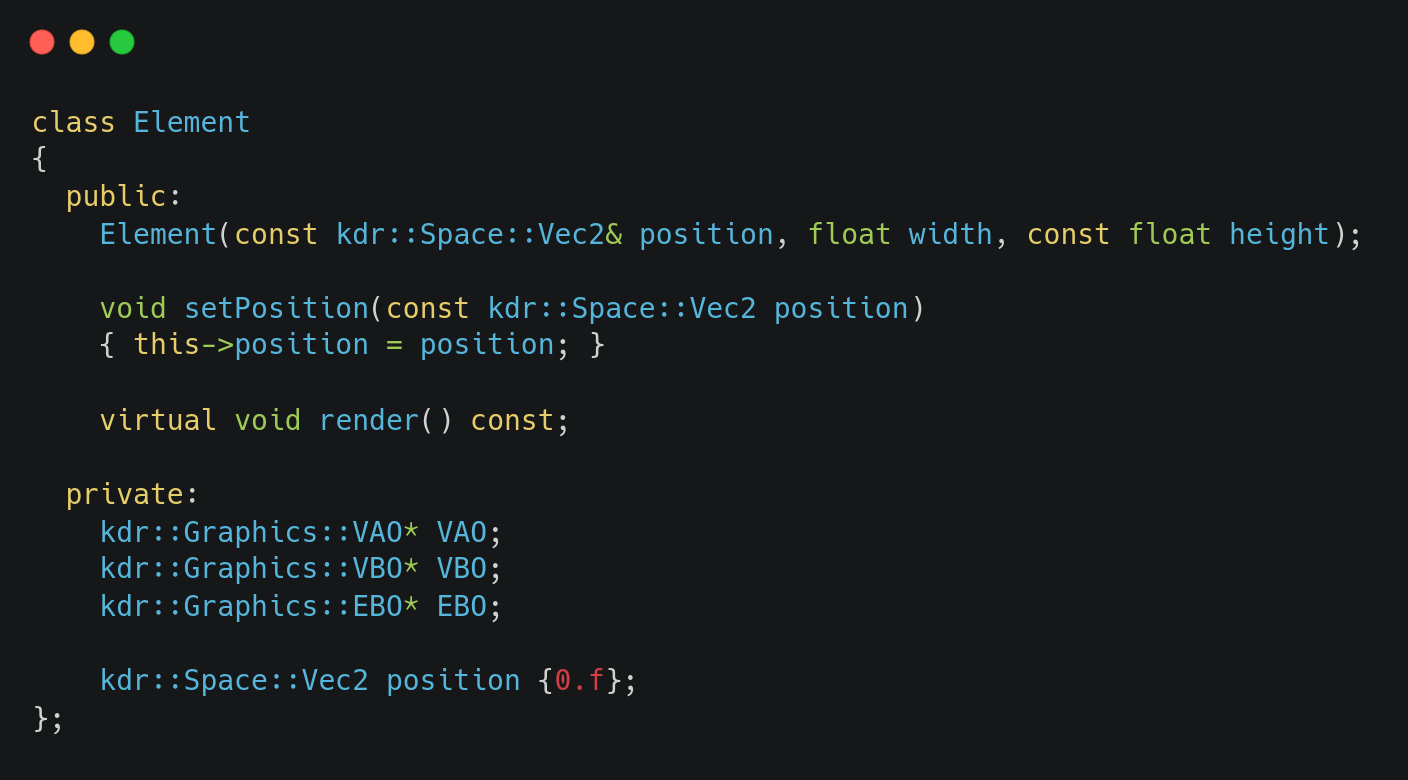 class Element
{
  public:
    Element(const kdr::Space::Vec2& position, float width, const float height);

    void setPosition(const kdr::Space::Vec2 position)
    { this->position = position; }

    virtual void render() const;

  private:
    kdr::Graphics::VAO* VAO;
    kdr::Graphics::VBO* VBO;
    kdr::Graphics::EBO* EBO;

    kdr::Space::Vec2 position {0.f};
};